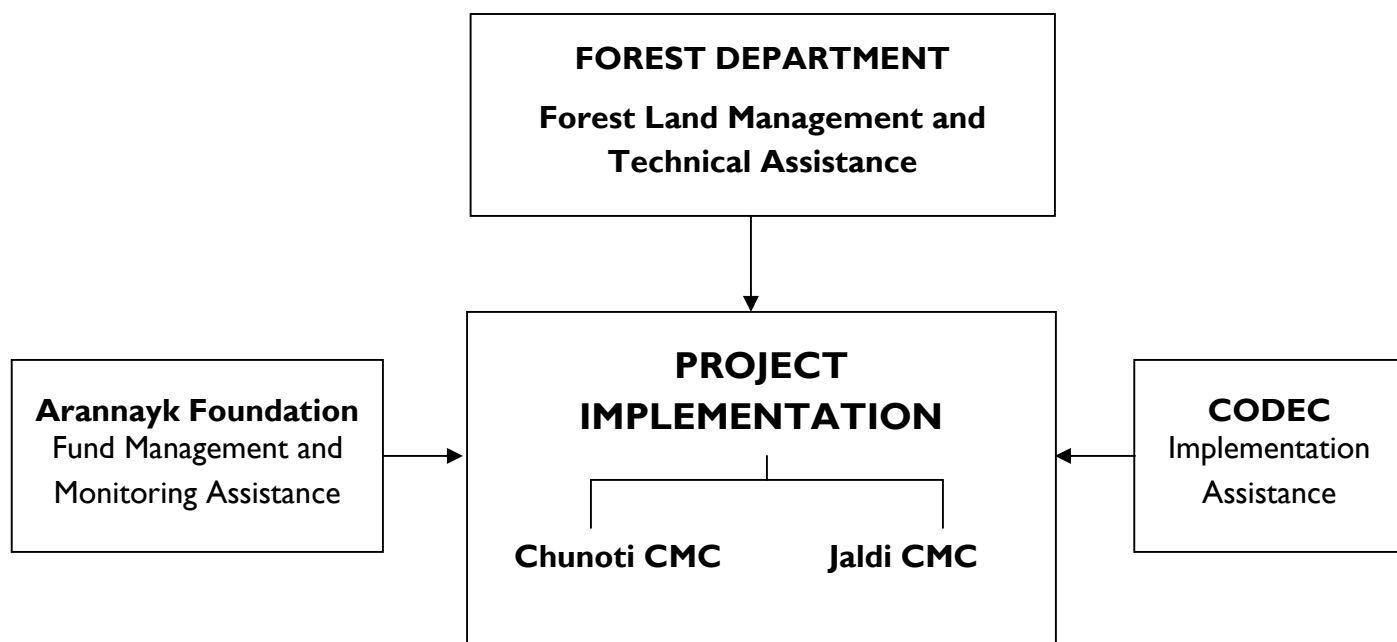 FOREST DEPARTMENT
Forest Land Management and
Technical Assistance
Arannayk Foundation
Fund Management and
Monitoring Assistance
PROJECT
IMPLEMENTATION
Chunoti CMC
Jaldi CMC
CODEC
Implementation
Assistance